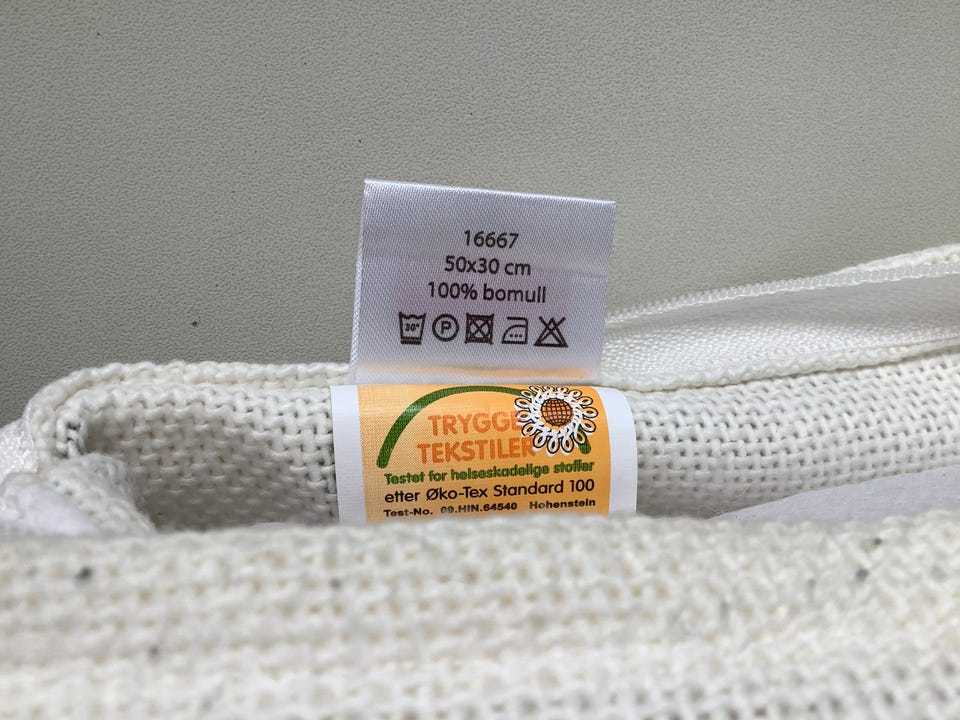 16667
50x30 cm
100% bomull
30°
P
TRYGGE
TEKSTILER
Testet for helseskadelige stoffer
etter Øko-Tex Standard 100
Test-No. 09.HIN.64540 Hohenstein